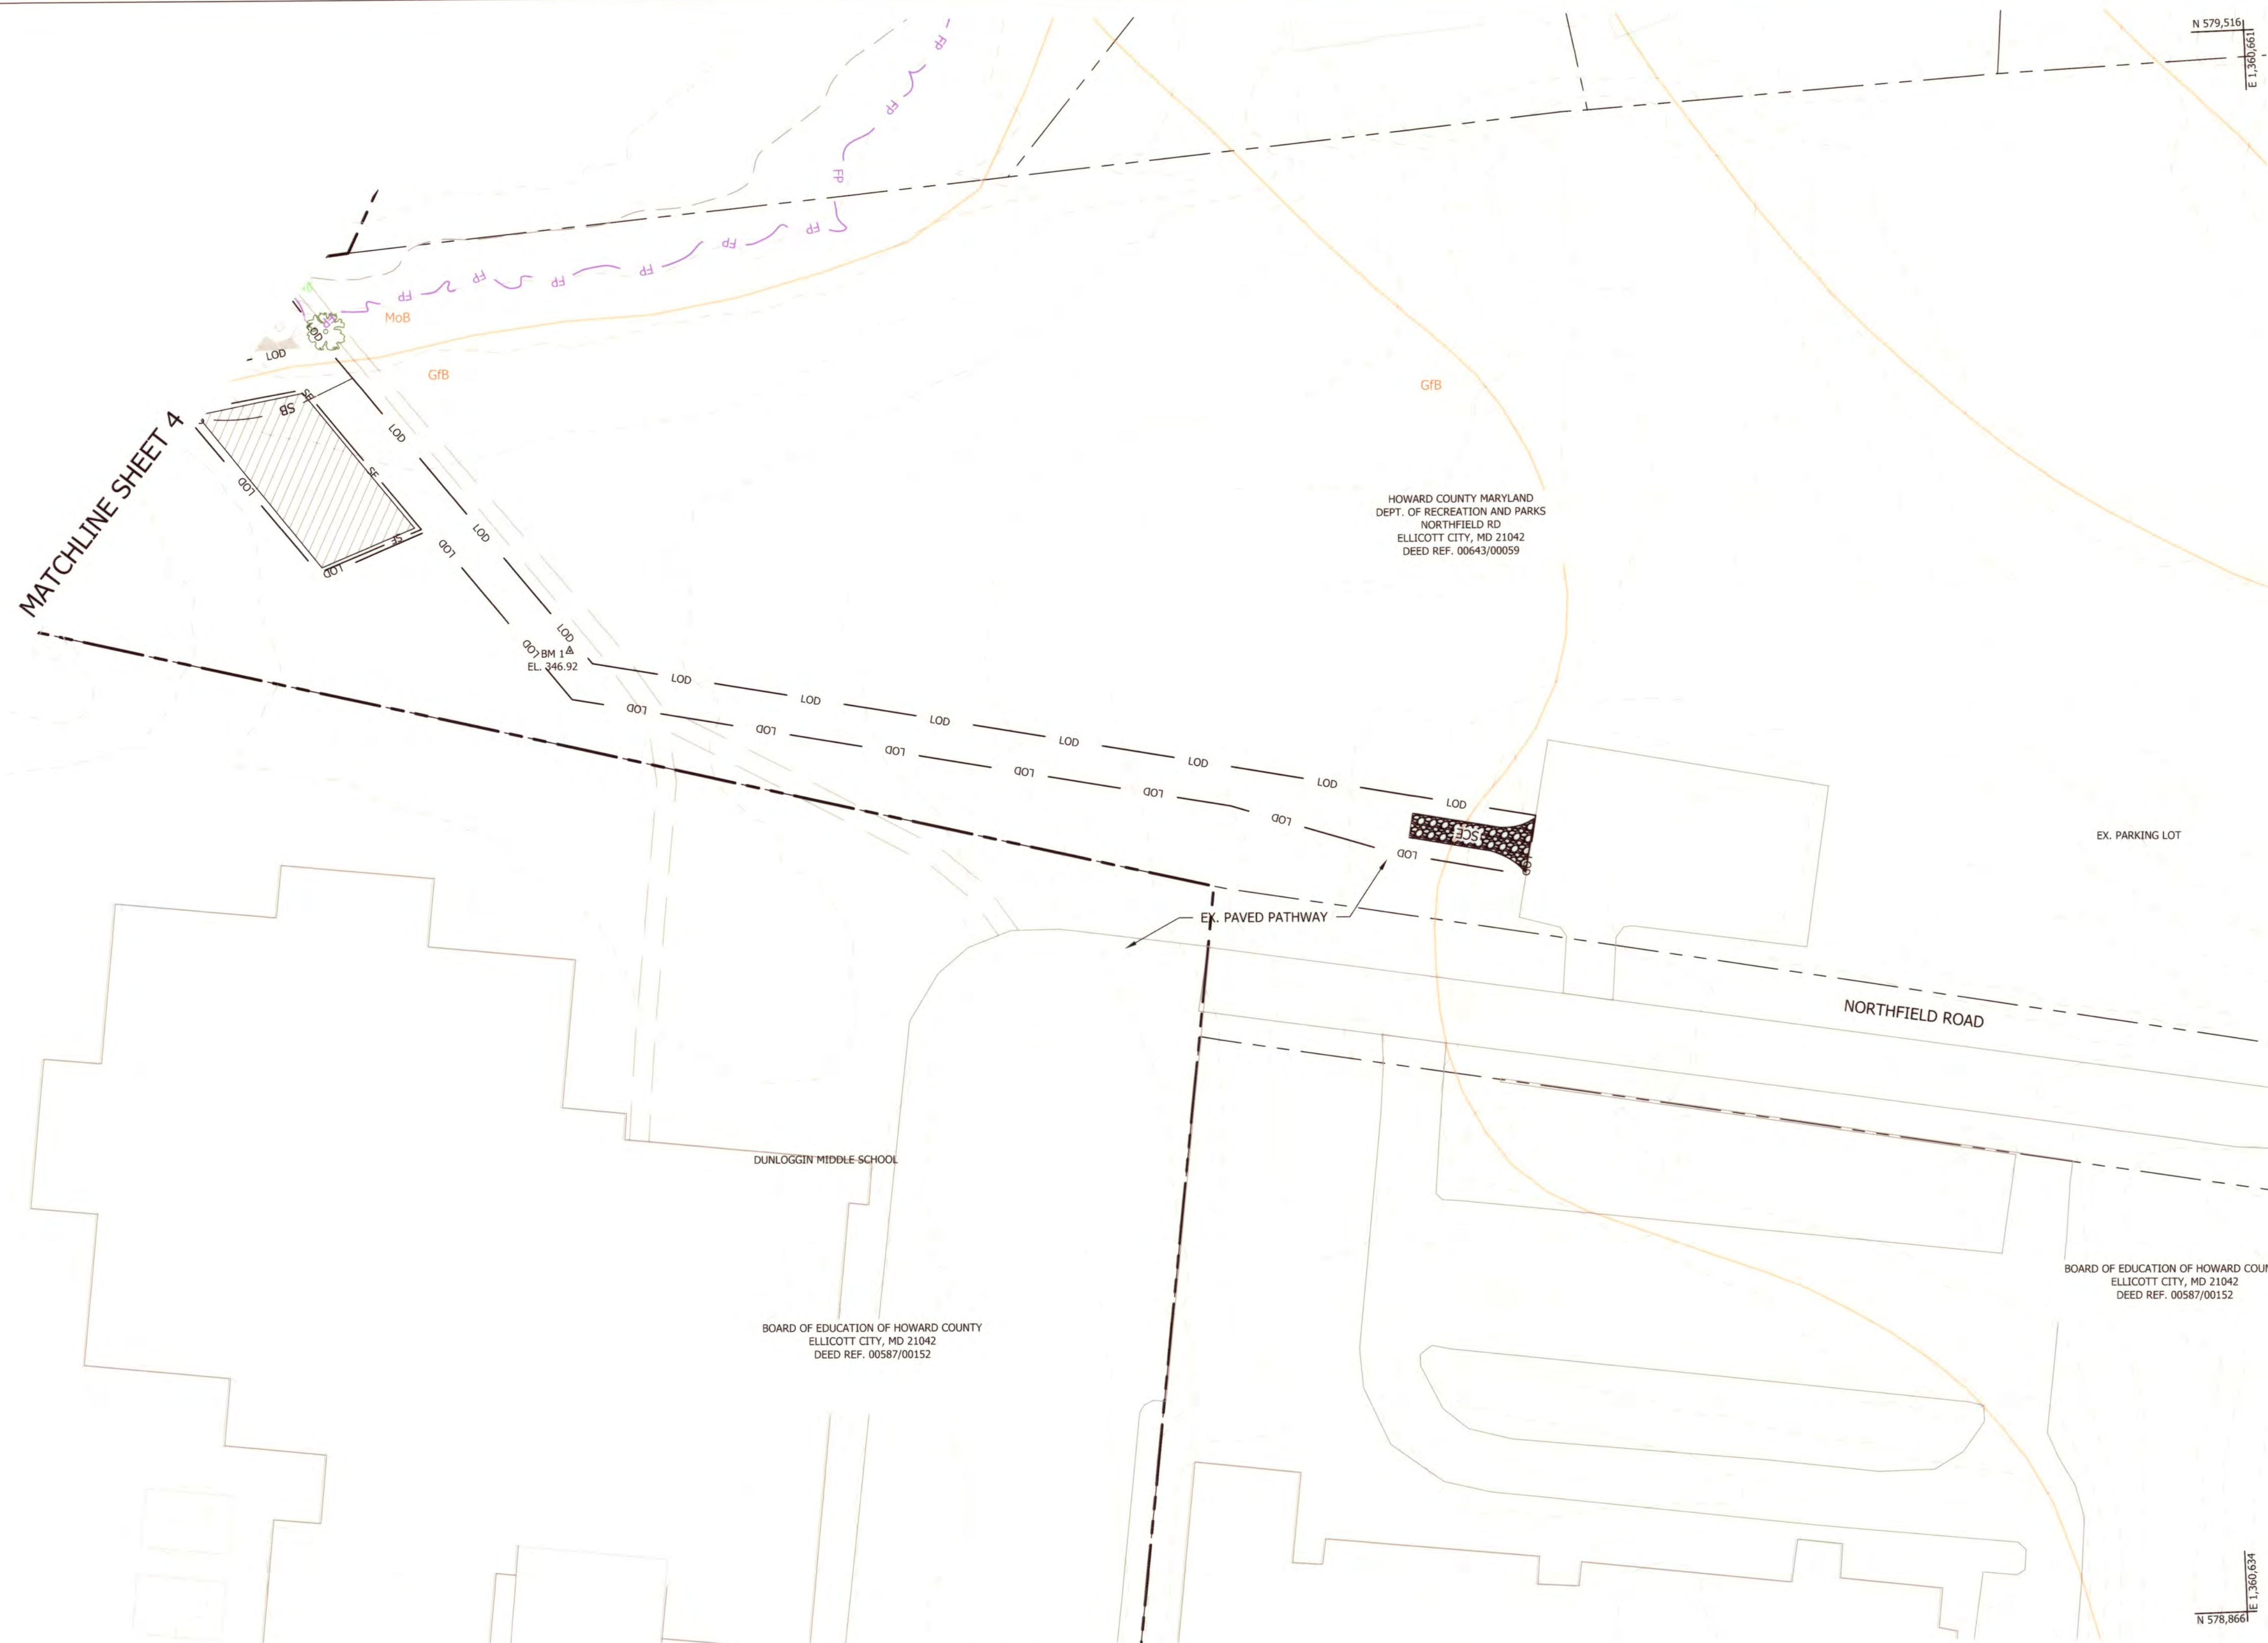 N 579,516
E 1,360,661
FP
FP
FP
FP
FP
FP
FP
FP
FP
FP
FP
MoB
LOD
LOD
GfB
GfB
SB
SF
MATCHLINE SHEET 4
LOD
LOD
SF
LOD
SF
LOD
LOD
HOWARD COUNTY MARYLAND
DEPT. OF RECREATION AND PARKS
NORTHFIELD RD
ELLICOTT CITY, MD 21042
DEED REF. 00643/00059
LOD
LOD
BM 1
EL. 346.92
LOD
LOD
LOD
LOD
LOD
LOD
LOD
LOD
LOD
LOD
LOD
LOD
LOD
LOD
SCE
EX. PARKING LOT
EX. PAVED PATHWAY
NORTHFIELD ROAD
DUNLOGGIN MIDDLE SCHOOL
BOARD OF EDUCATION OF HOWARD COUNTY
ELLICOTT CITY, MD 21042
DEED REF. 00587/00152
BOARD OF EDUCATION OF HOWARD COUN
ELLICOTT CITY, MD 21042
DEED REF. 00587/00152
E 1,360,634
N 578,866